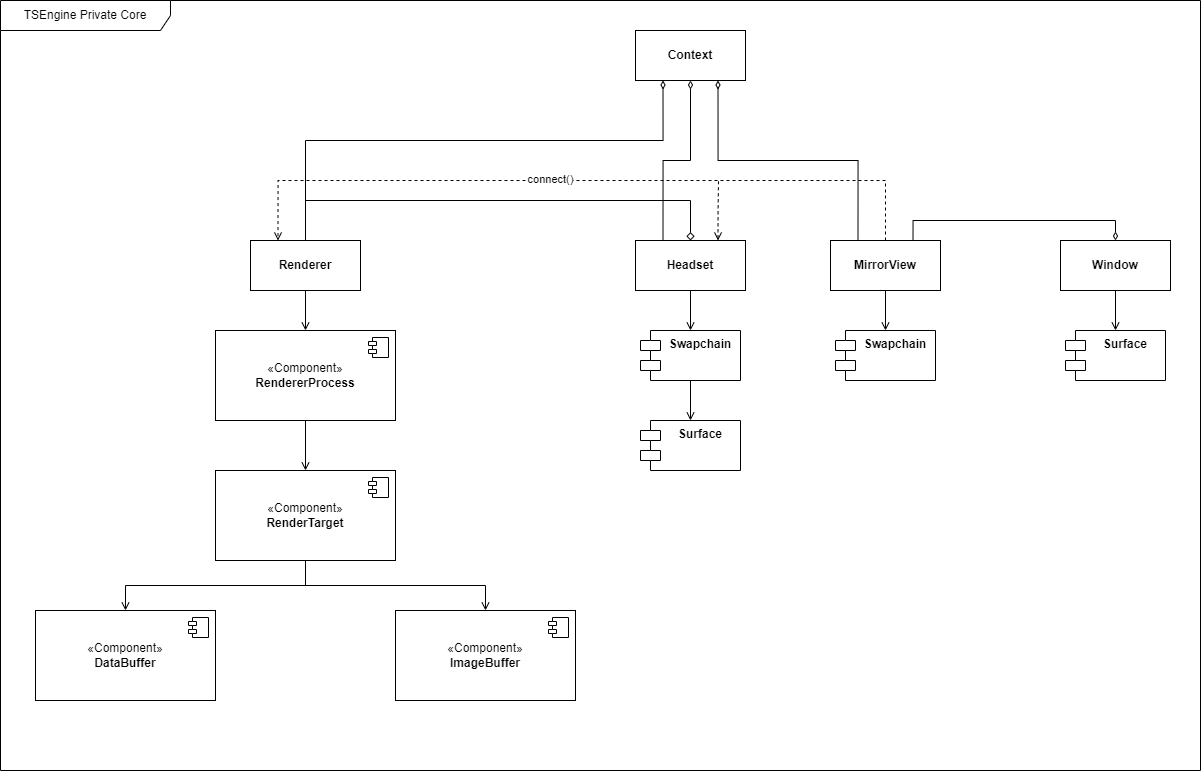 TSEngine Private Core
Context
connect()
Renderer
Headset
MirrorView
Window
«Component»
RendererProcess
Swapchain
Swapchain
Surface
Surface
«Component»
RenderTarget
«Component»
DataBuffer
«Component»
ImageBuffer